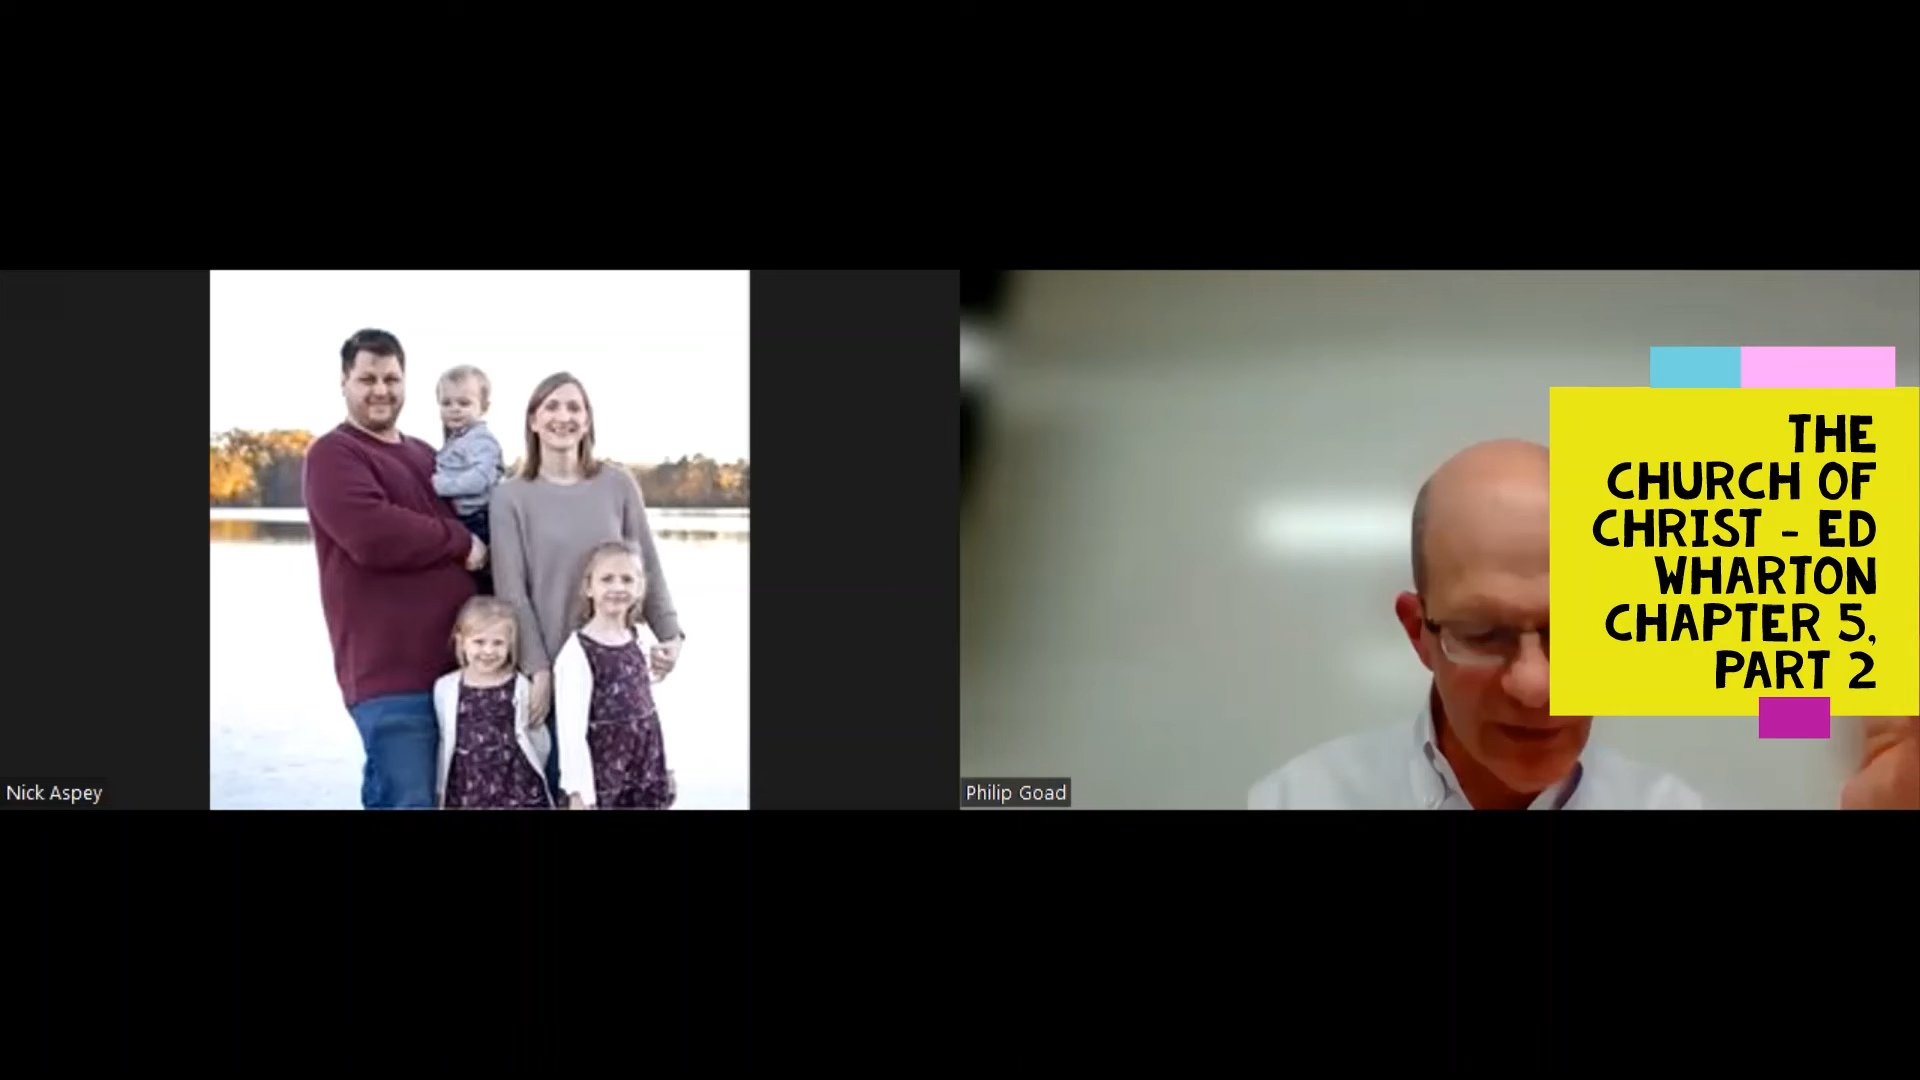 THE
CHURCH OF
CHRIST - ED
WHARTON
CHAPTER 5,
PART 2
Nick Aspey
Philip Goad